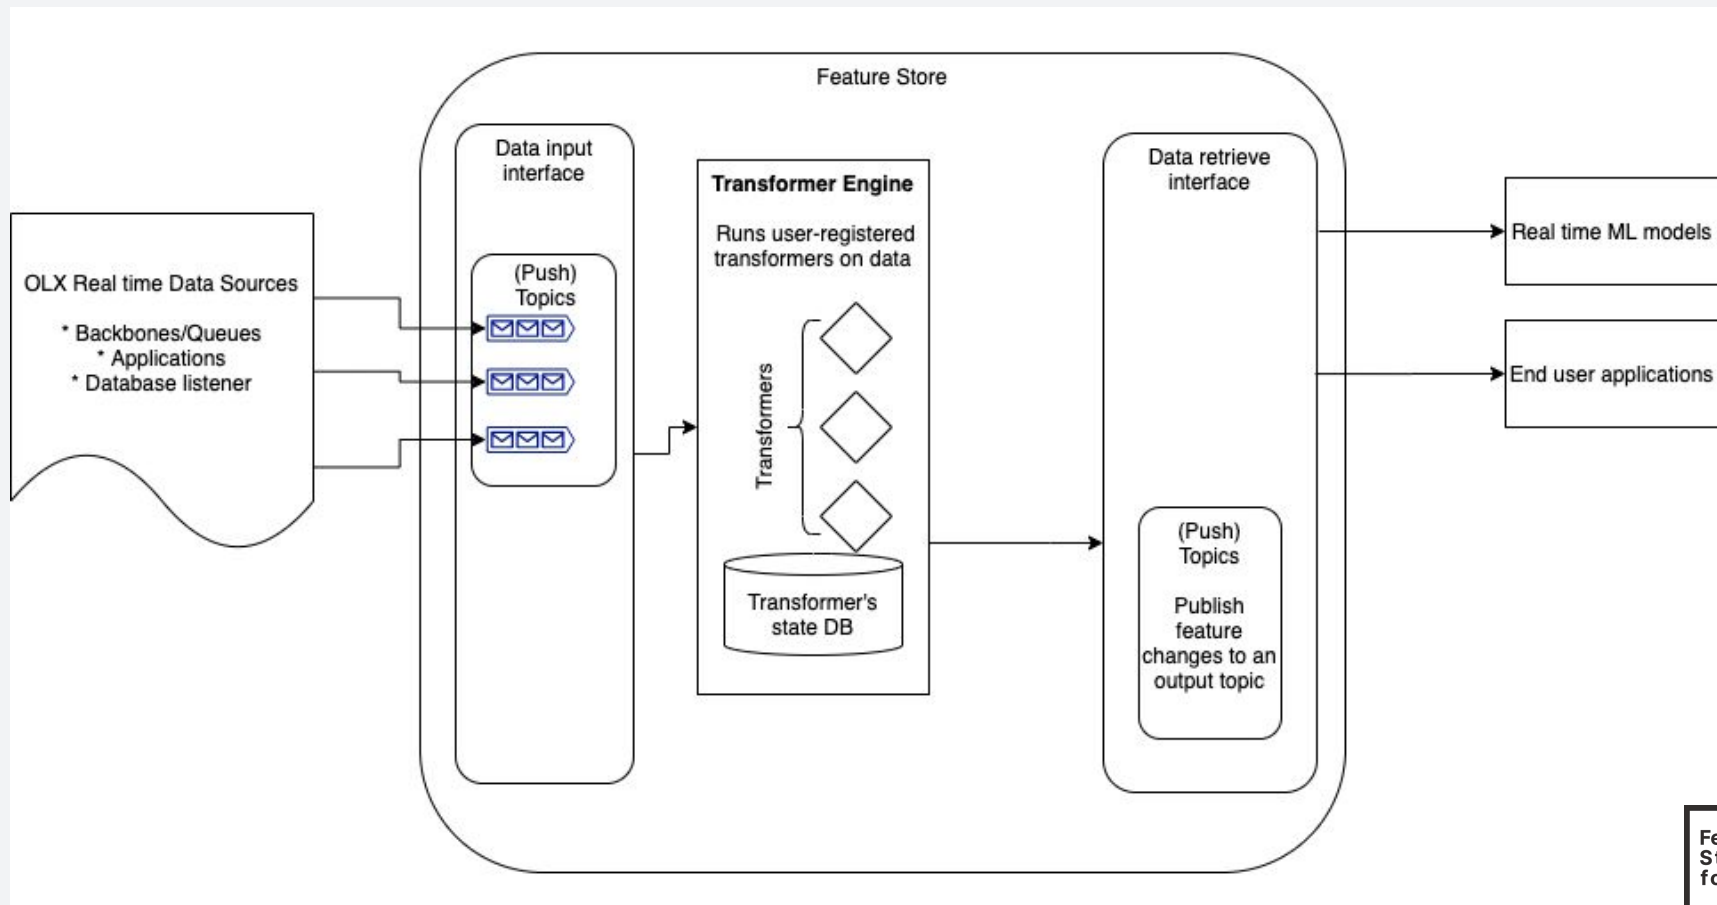 Feature Store
Data input
interface
(Push)
Topics
OLX Real time Data Sources
* Backbones/Queues
* Applications
* Database listener
Transformer Engine
Runs user-registered
transformers on data
Transformers
Transformer's
state DB
Data retrieve
interface
(Push)
Topics
Publish
feature
changes to an
output topic
Real time ML models
End user applications